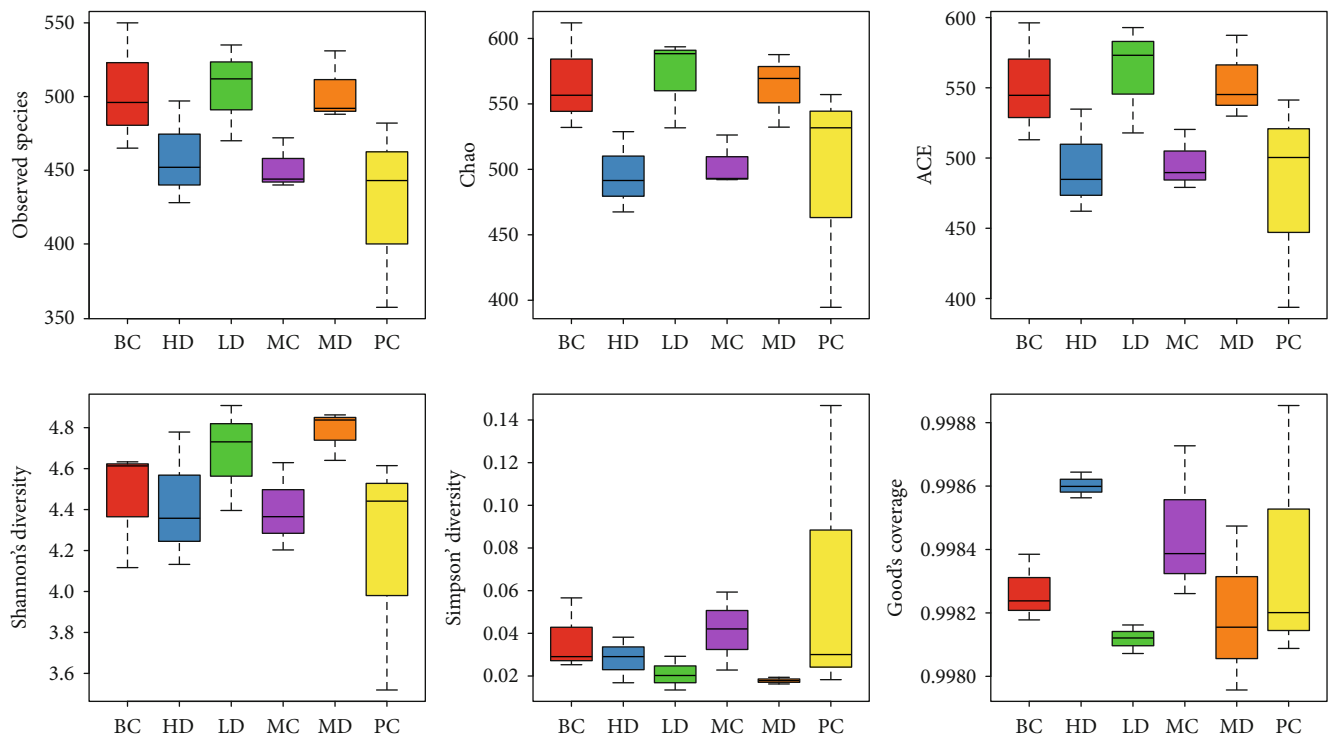 Observed species
550
500
450
400
350
BC HD LD MC MD PC
Chao
600
550
500
450
400
BC HD LD MC MD PC
ACE
600
550
500
450
400
BC HD LD MC MD PC
Shannon's diversity
4.8
4.6
4.4
4.2
4.0
3.8
3.6
BC HD LD MC MD PC
Simpson' diversity
0.14
0.12
0.10
0.08
0.06
0.04
0.02
BC HD LD MC MD PC
Good's coverage
0.9988
0.9986
0.9984
0.9982
0.9980
BC HD LD MC MD PC